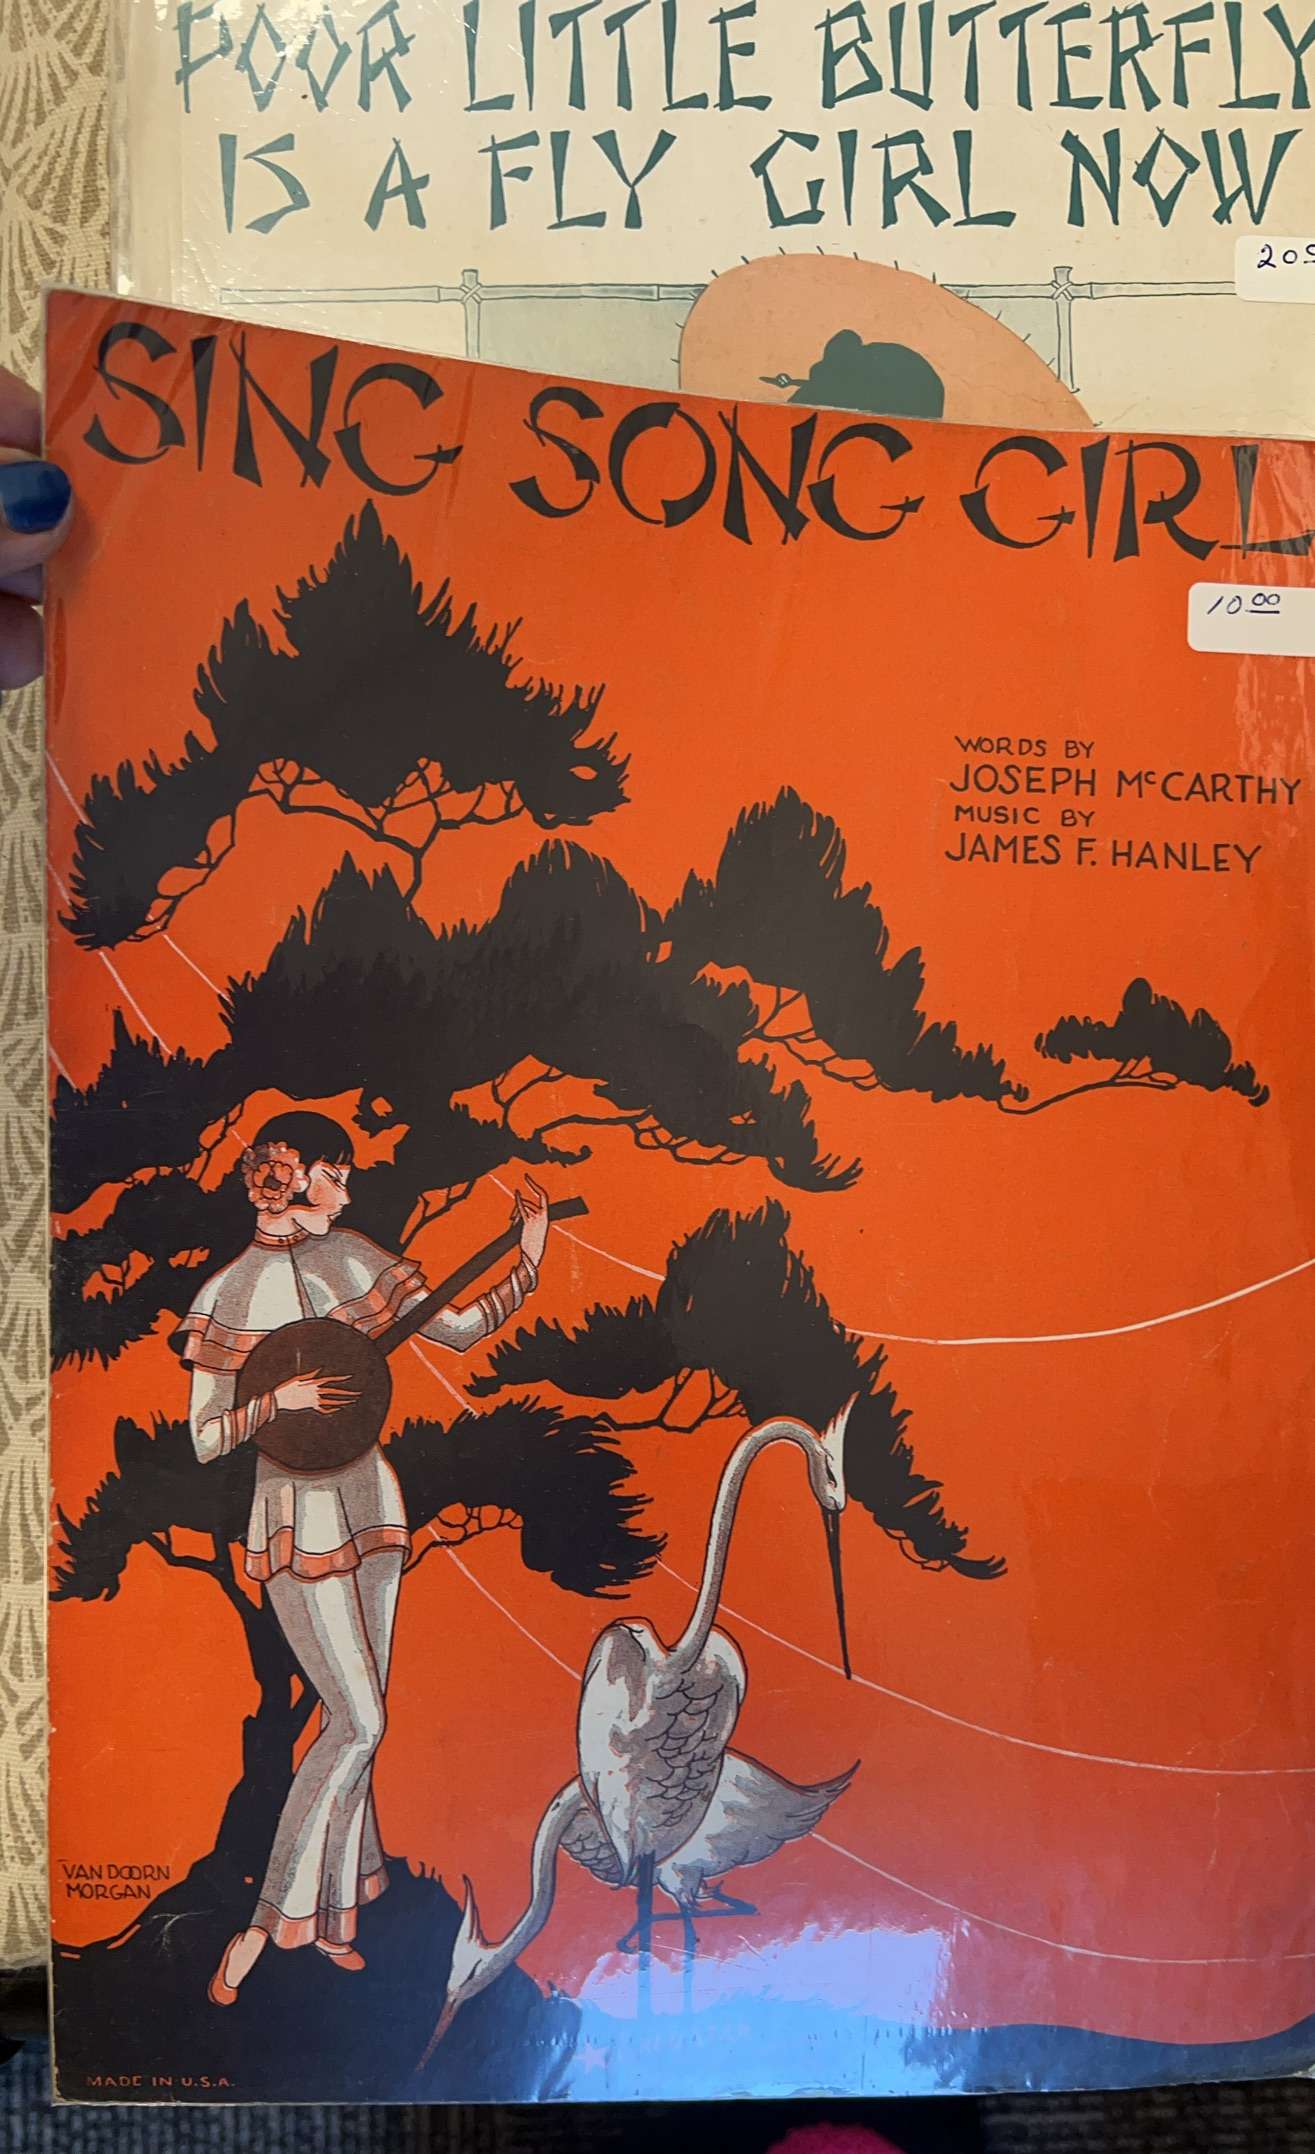 POOR LITTLE BUTTERFLY
IS A FLY GIRL NOW
SING SONG GIRL
10.00
WORDS BY
JOSEPH McCARTHY
MUSIC BY
JAMES F. HANLEY
VAN DOORN
MORGAN
MADE IN U.S.A.